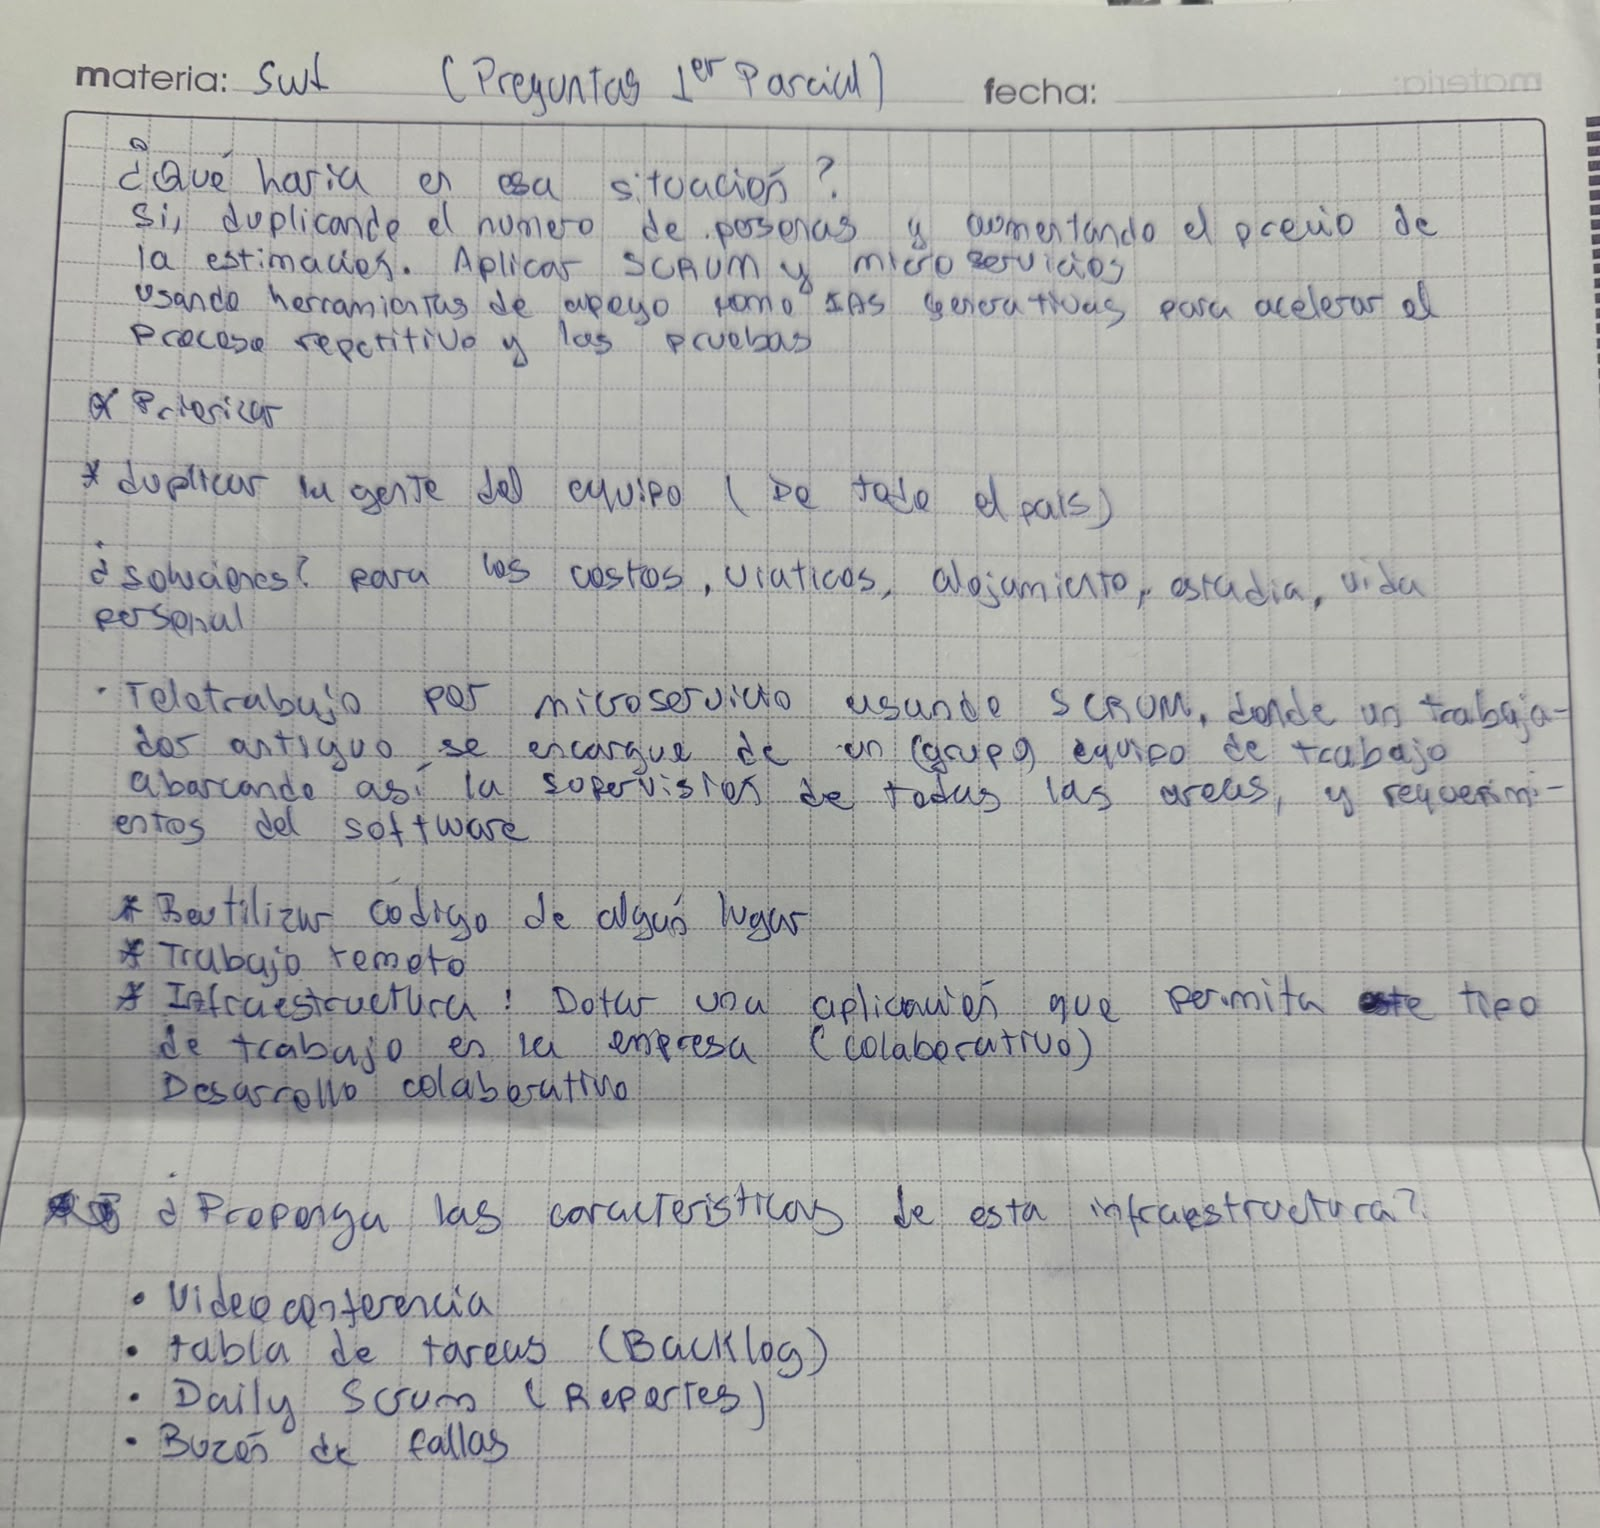 materia: swt (Preguntas 1er Parcial) fecha:
¿Qué haria en esa situación?
Si, duplicando el numero de personas y aumentando el precio de
la estimación. Aplicar SCRUM y micro servicios
usando herramientas de apoyo como IAS generativas para acelerar el
proceso repetitivo y las pruebas
* Priorizar
* duplicar la gente del equipo (De todo el país)
¿soluciones? para los costos, viaticos, alojamiento, estadia, vida
personal
· Teletrabajo por microservicio usando SCRUM, donde un trabaja-
dor antiguo se encargue de un (grupo) equipo de trabajo
abarcando así la supervisión de todas las areas, y requerimi-
entos del software
* Reutilizar código de algún lugar
* Trabajo remoto
* Infraestructura: Dotar una aplicación que permita este tipo
de trabajo en la empresa (colaborativo)
Desarrollo colaborativo
¿Proponga las caracteristicas de esta infraestructura?
• Videoconferencia
• tabla de tareas (Backlog)
• Daily Scrum (Reportes)
• Buzón de fallas